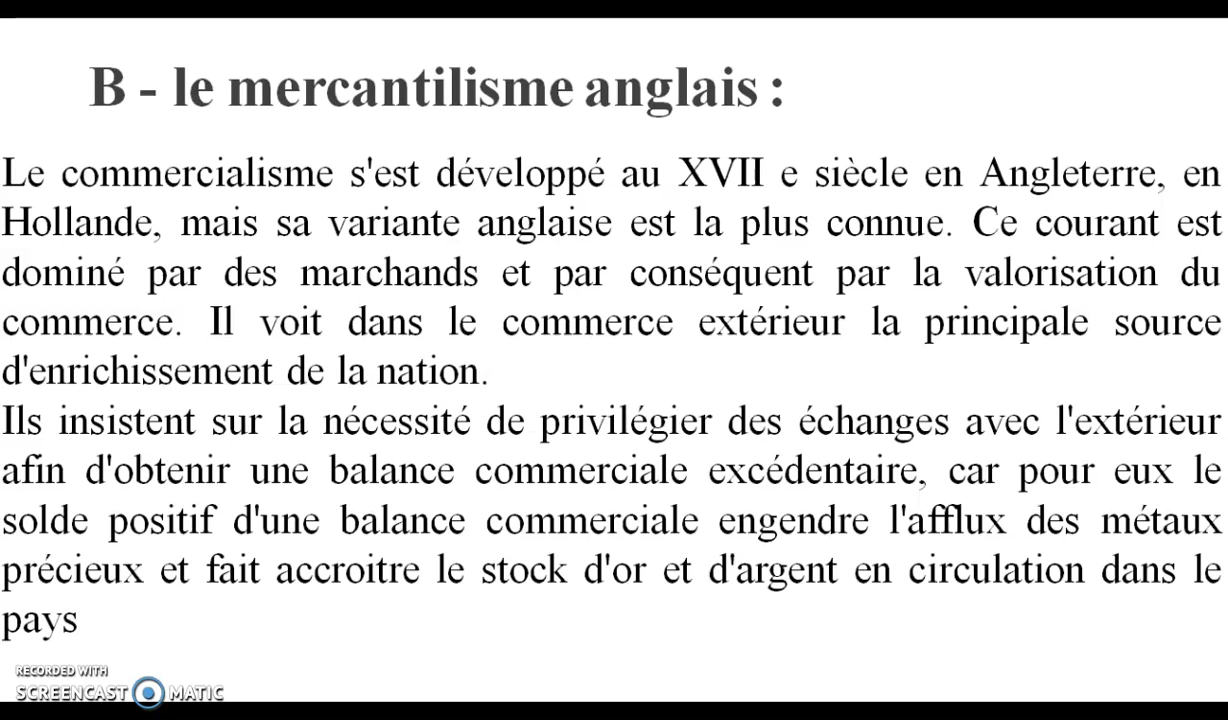 B - le mercantilisme anglais :
Le commercialisme s'est développé au XVII e siècle en Angleterre, en
Hollande, mais sa variante anglaise est la plus connue. Ce courant est
dominé par des marchands et par conséquent par la valorisation du
commerce. Il voit dans le commerce extérieur la principale source
d'enrichissement de la nation.
Ils insistent sur la nécessité de privilégier des échanges avec l'extérieur
afin d'obtenir une balance commerciale excédentaire, car pour eux le
solde positif d'une balance commerciale engendre l'afflux des métaux
précieux et fait accroitre le stock d'or et d'argent en circulation dans le
pays
RECORDED WITH
SCREENCAST MATIC